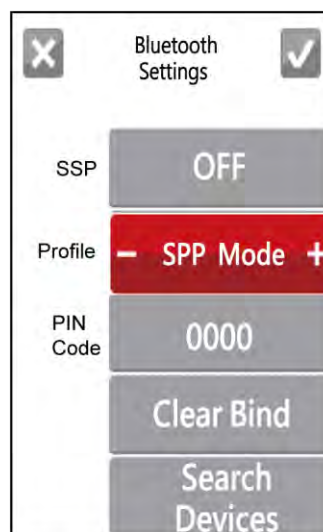 Bluetooth
Settings
SSP OFF
Profile - SPP Mode +
PIN
Code 0000
Clear Bind
Search
Devices